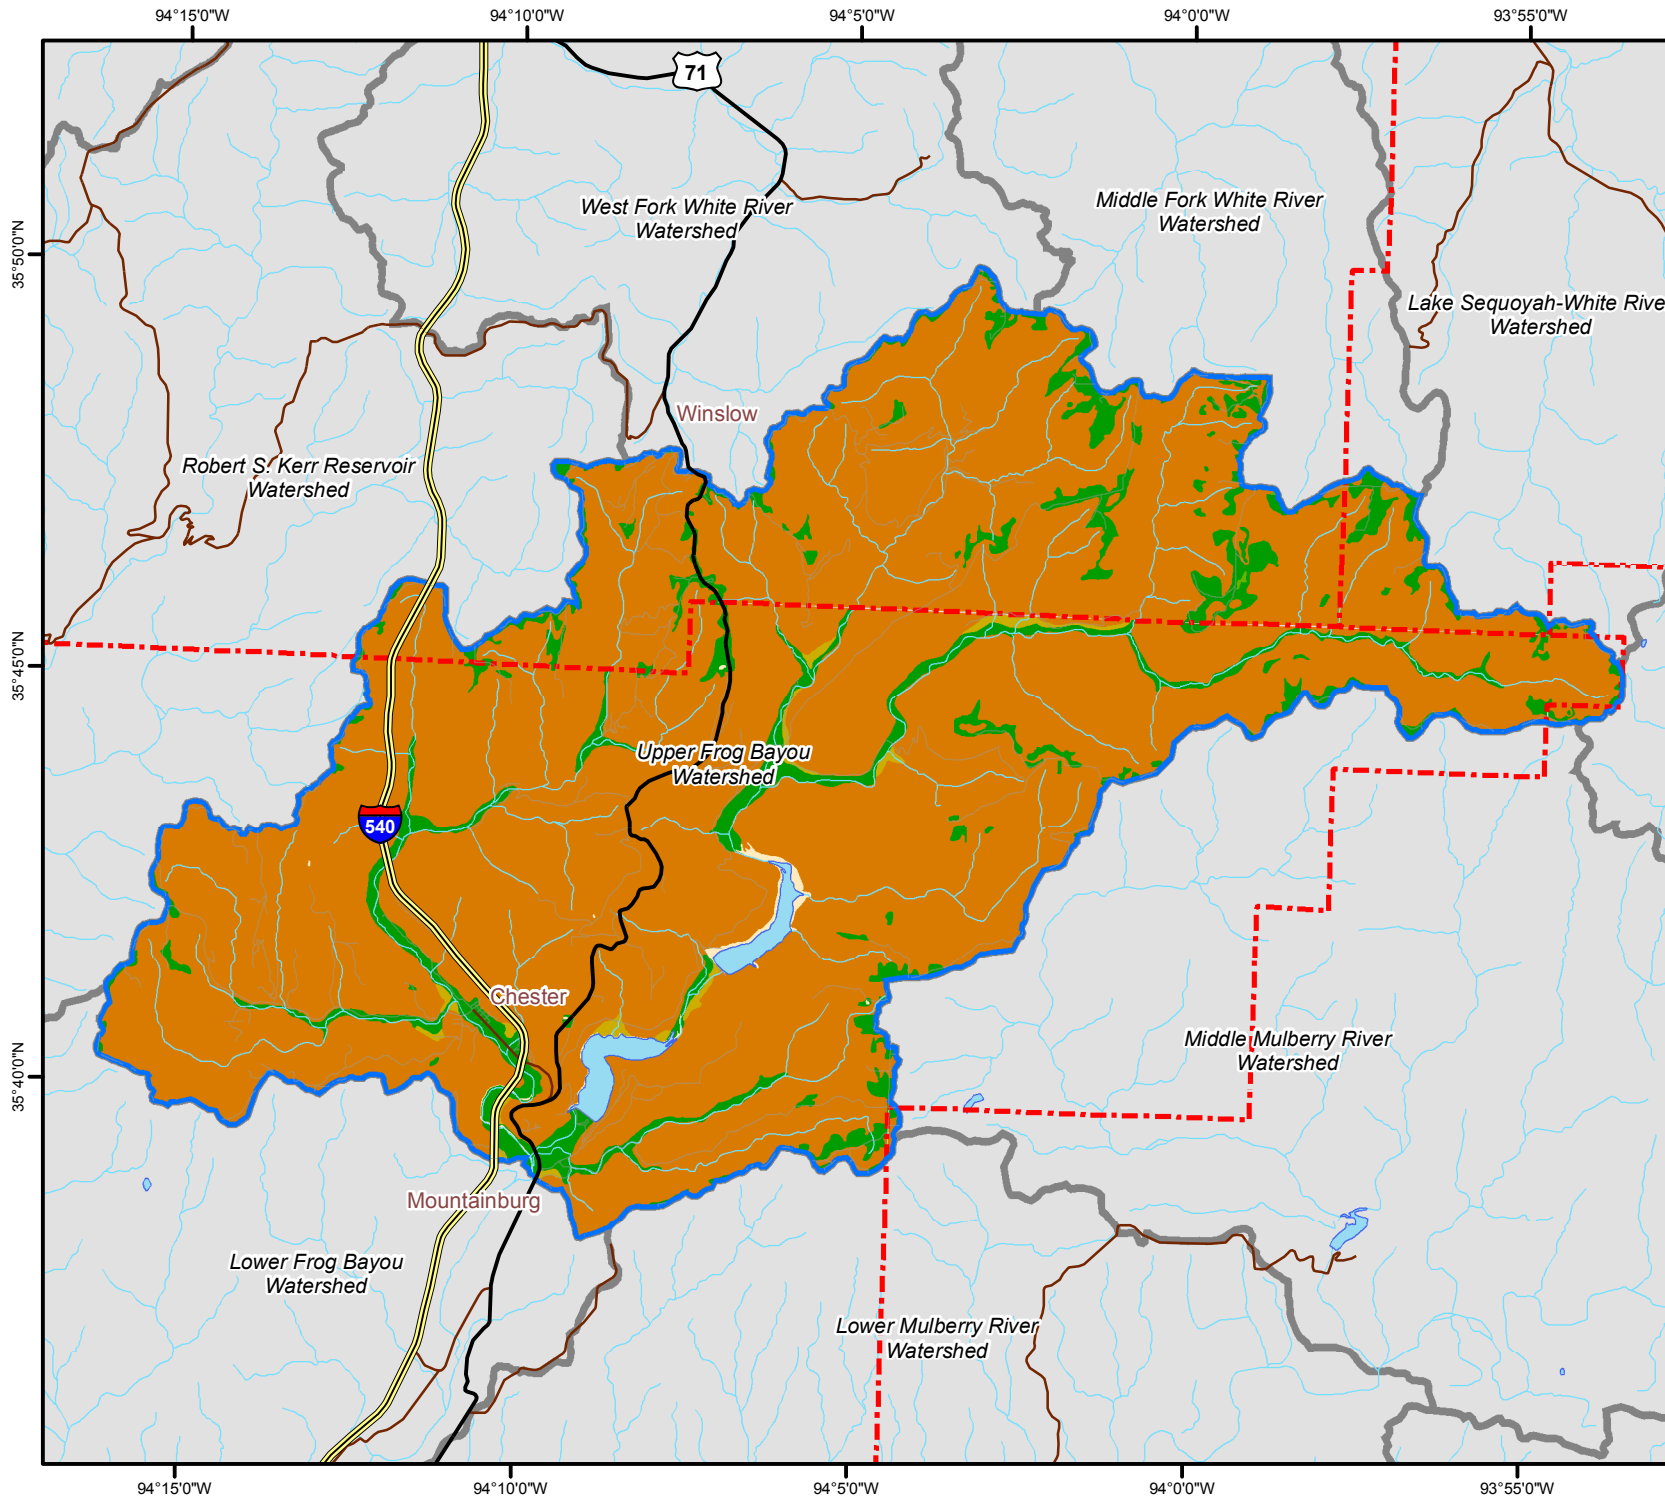 94°15'0"W
94°10'0"W
94°5'0"W
94°0'0"W
93°55'0"W
71
West Fork White River
Watershed
Middle Fork White River
Watershed
35°50'0"N
Lake Sequoyah-White Rive
Watershed
Winslow
Robert S. Kerr Reservoir
Watershed
35°45'0"N
Upper Frog Bayou
Watershed
540
Chester
Middle Mulberry River
Watershed
35°40'0"N
Mountainburg
Lower Frog Bayou
Watershed
Lower Mulberry River
Watershed
94°15'0"W
94°10'0"W
94°5'0"W
94°0'0"W
93°55'0"W